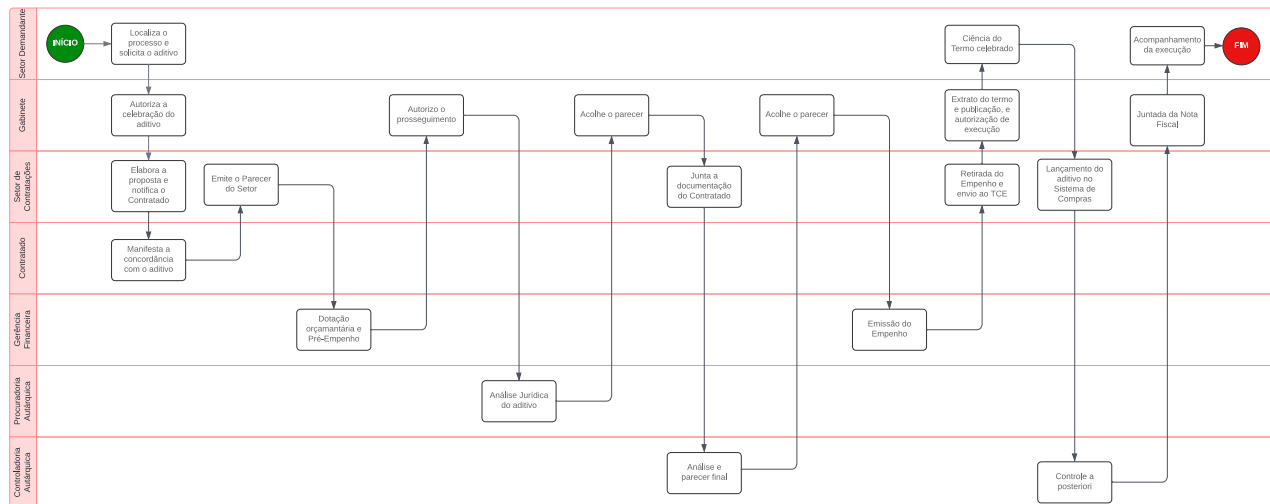 Setor Demandante
INÍCIO
Localiza o
processo e
solicita o aditivo
Ciência do
Termo celebrado
Acompanhamento
da execução
FIM
Gabinete
Autoriza a
celebração do
aditivo
Autorizo o
prosseguimento
Acolhe o parecer
Acolhe o parecer
Extrato do termo
e publicação, e
autorização de
execução
Juntada da Nota
Fiscal
Setor de
Contratações
Elabora a
proposta e
notifica o
Contratado
Emite o Parecer
do Setor
Junta a
documentação
do Contratado
Retirada do
Empenho e
envio ao TCE
Lançamento do
aditivo no
Sistema de
Compras
Contratado
Manifesta a
concordância
com o aditivo
Gerência
Financeira
Dotação
orçamantária e
Pré-Empenho
Emissão do
Empenho
Procuradoria
Autárquica
Análise Jurídica
do aditivo
Controladoria
Autárquica
Análise e
parecer final
Controle a
posteriori